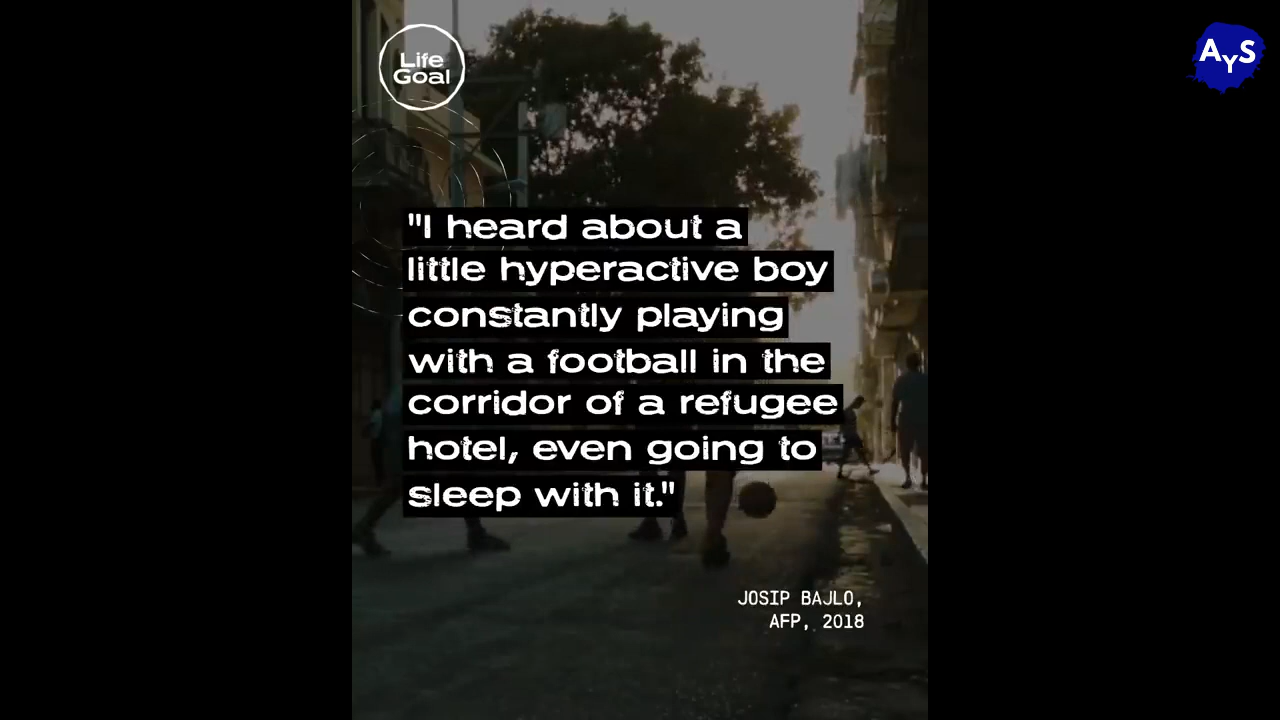 Life
Goal
AYS
"I heard about a
little hyperactive boy
constantly playing
with a football in the
corridor of a refugee
hotel, even going to
sleep with it."
JOSIP BAJLO,
AFP, 2018